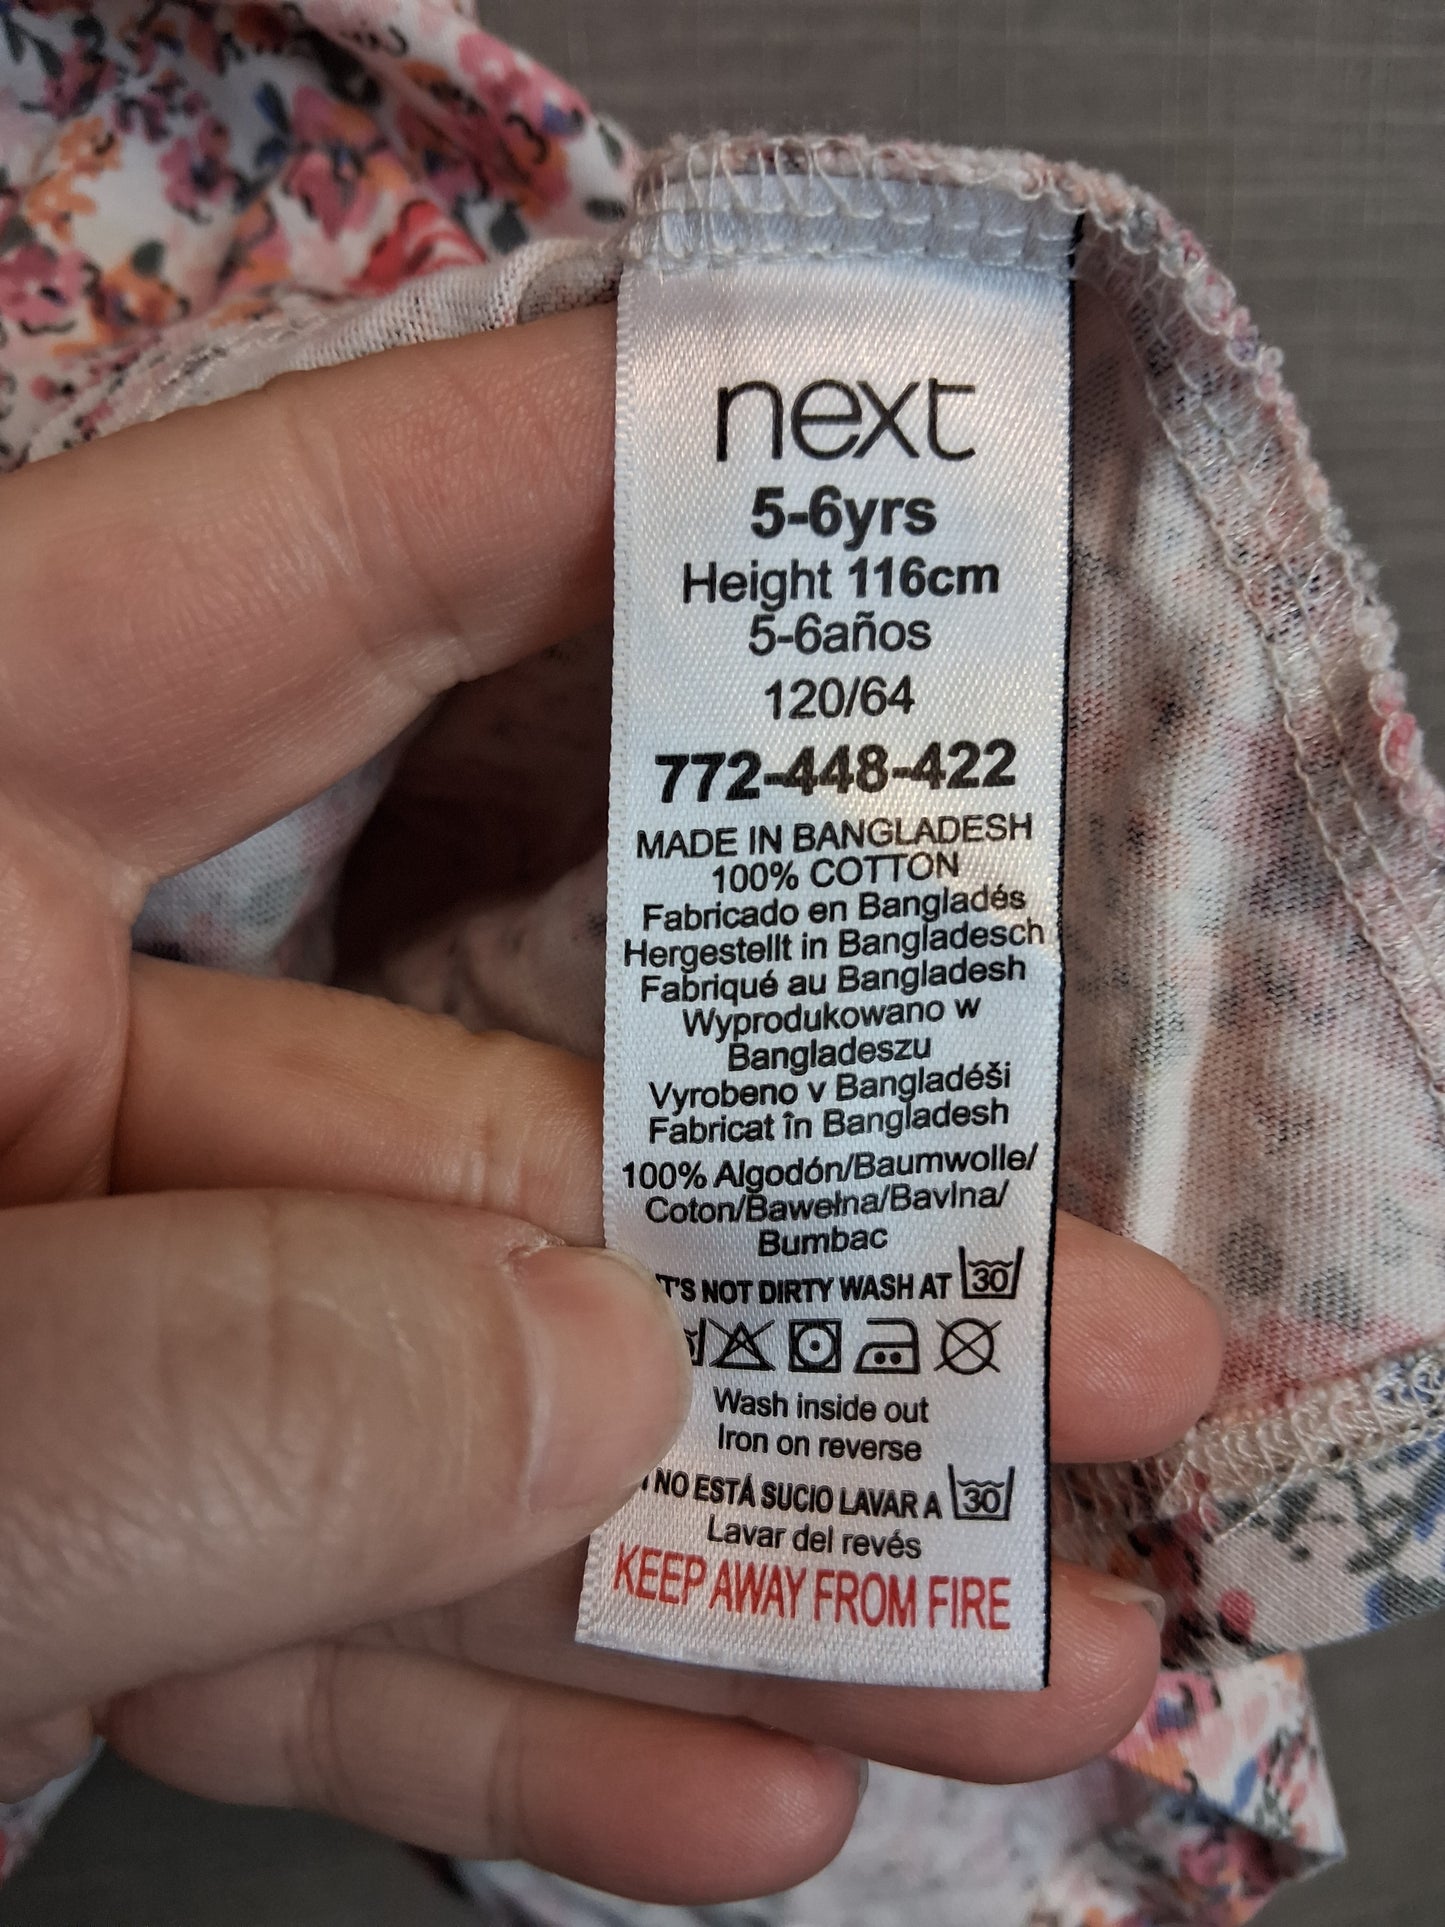 next
5-6yrs
Height 116cm
5-6años
120/64
772-448-422
MADE IN BANGLADESH
100% COTTON
Fabricado en Bangladés
Hergestellt in Bangladesch
Fabriqué au Bangladesh
Wyprodukowano w
Bangladeszu
Vyrobeno v Bangladéši
Fabricat în Bangladesh
100% Algodón/Baumwolle/
Coton/Bawełna/Bavlna/
Bumbac
NOT DIRTY WASH AT 30
Wash inside out
Iron on reverse
NO ESTÁ SUCIO LAVAR A 30
Lavar del revés
KEEP AWAY FROM FIRE